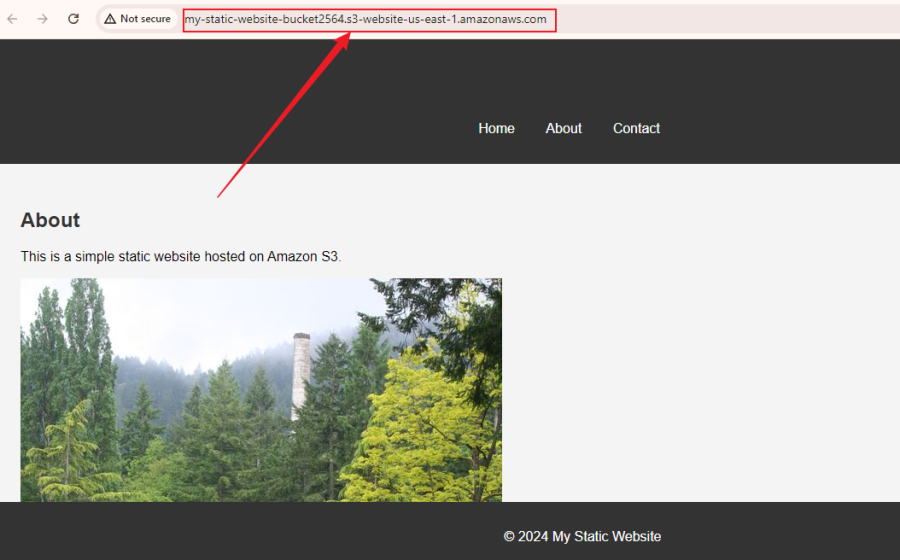 Not secure
my-static-website-bucket2564.s3-website-us-east-1.amazonaws.com
Home About Contact
About
This is a simple static website hosted on Amazon S3.
© 2024 My Static Website